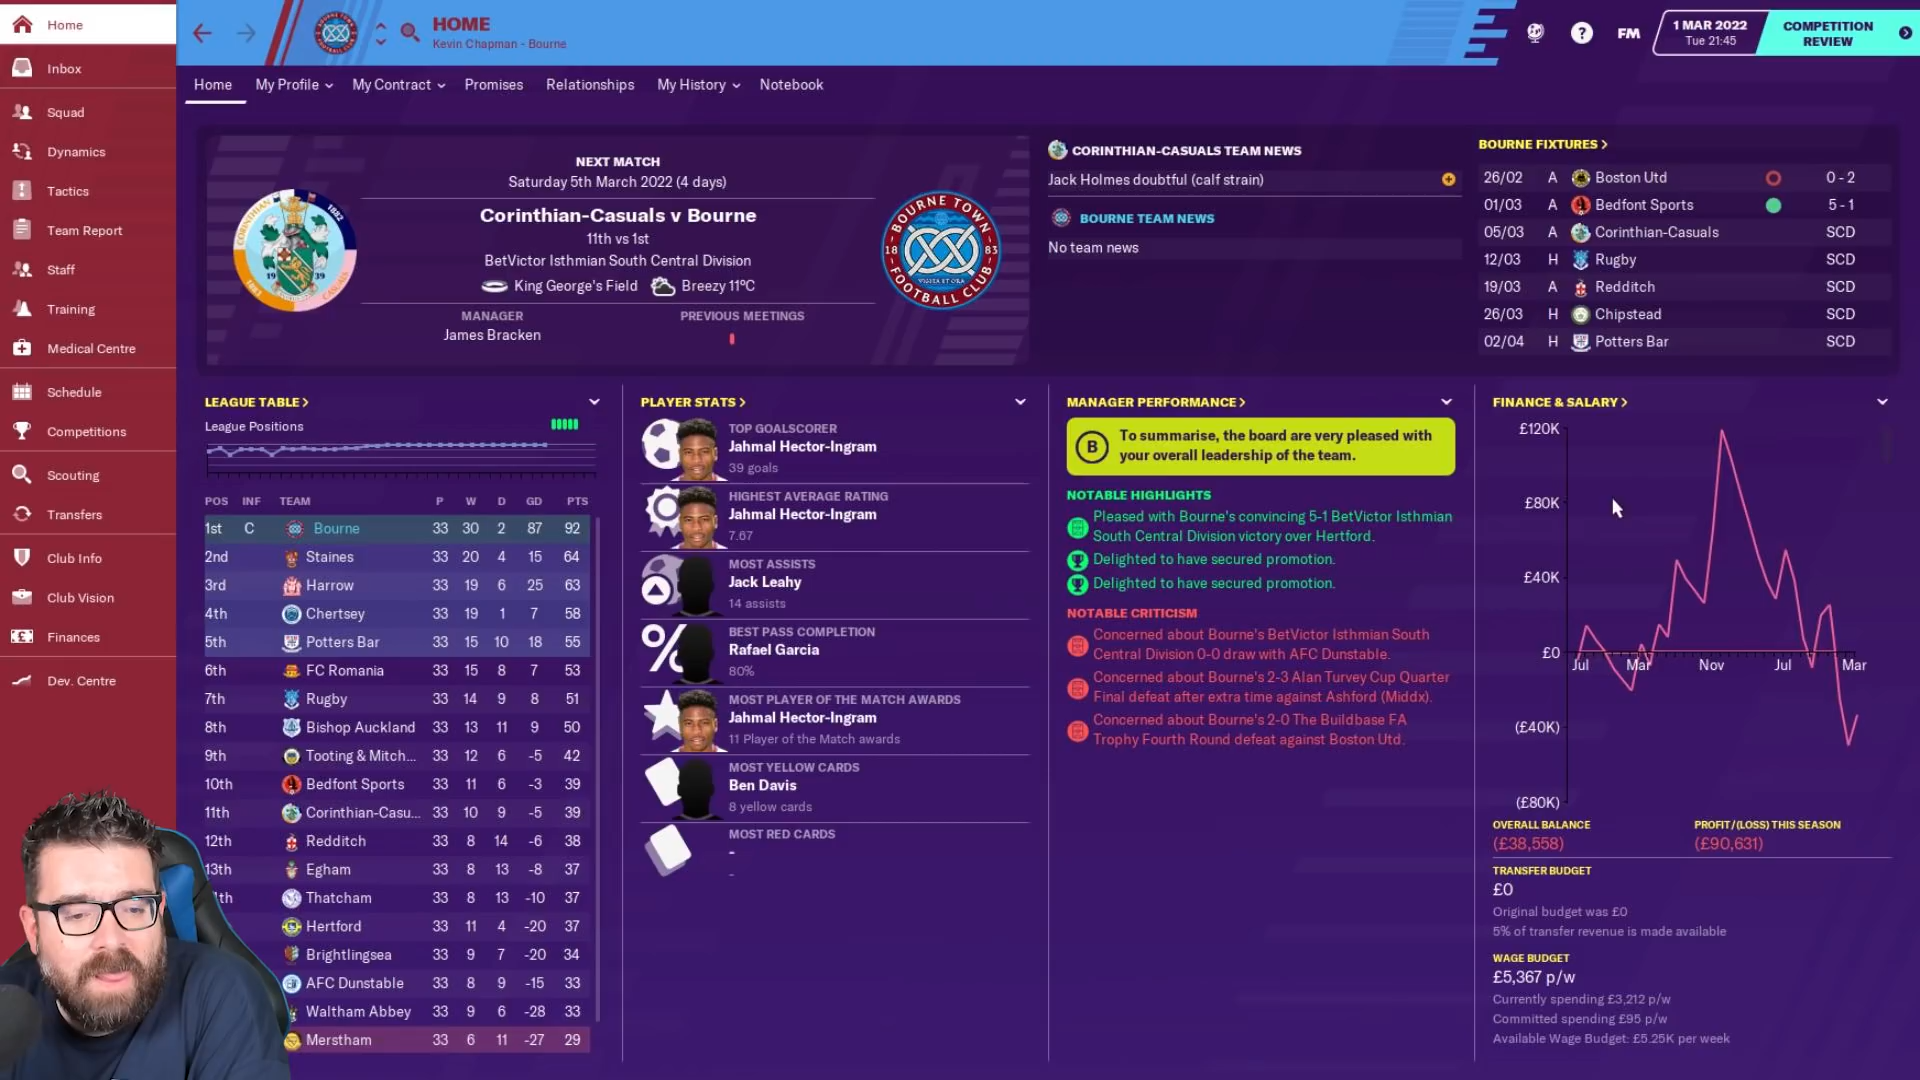 Home
Inbox
Squad
Dynamics
Tactics
Team Report
Staff
Training
Medical Centre
Schedule
Competitions
Scouting
Transfers
Club Info
Club Vision
Finances
Dev. Centre
HOME
Kevin Chapman - Bourne
?
FM
1 MAR 2022
Tue 21:45
COMPETITION
REVIEW
Home
My Profile
My Contract
Promises
Relationships
My History
Notebook
NEXT MATCH
Saturday 5th March 2022 (4 days)
Corinthian-Casuals v Bourne
11th vs 1st
BetVictor Isthmian South Central Division
King George's Field
Breezy 11ºC
MANAGER
James Bracken
PREVIOUS MEETINGS
CORINTHIAN
1882
19 39
BOURNE TOWN
18 83
FOOTBALL CLUB
CORINTHIAN-CASUALS TEAM NEWS
Jack Holmes doubtful (calf strain)
BOURNE TEAM NEWS
No team news
BOURNE FIXTURES >
26/02 A Boston Utd 0 - 2
01/03 A Bedfont Sports 5 - 1
05/03 A Corinthian-Casuals SCD
12/03 H Rugby SCD
19/03 A Redditch SCD
26/03 H Chipstead SCD
02/04 H Potters Bar SCD
LEAGUE TABLE >
League Positions
POS INF TEAM P W D GD PTS
1st C Bourne 33 30 2 87 92
2nd Staines 33 20 4 15 64
3rd Harrow 33 19 6 25 63
4th Chertsey 33 19 1 7 58
5th Potters Bar 33 15 10 18 55
6th FC Romania 33 15 8 7 53
7th Rugby 33 14 9 8 51
8th Bishop Auckland 33 13 11 9 50
9th Tooting & Mitch... 33 12 6 -5 42
10th Bedfont Sports 33 11 6 -3 39
11th Corinthian-Casu... 33 10 9 -5 39
12th Redditch 33 8 14 -6 38
13th Egham 33 8 13 -8 37
th Thatcham 33 8 13 -10 37
Hertford 33 11 4 -20 37
Brightlingsea 33 9 7 -20 34
AFC Dunstable 33 8 9 -15 33
Waltham Abbey 33 9 6 -28 33
Merstham 33 6 11 -27 29
PLAYER STATS >
TOP GOALSCORER
Jahmal Hector-Ingram
39 goals
HIGHEST AVERAGE RATING
Jahmal Hector-Ingram
7.67
MOST ASSISTS
Jack Leahy
14 assists
BEST PASS COMPLETION
Rafael Garcia
80%
MOST PLAYER OF THE MATCH AWARDS
Jahmal Hector-Ingram
11 Player of the Match awards
MOST YELLOW CARDS
Ben Davis
8 yellow cards
MOST RED CARDS
-
-
MANAGER PERFORMANCE >
B
To summarise, the board are very pleased with
your overall leadership of the team.
NOTABLE HIGHLIGHTS
Pleased with Bourne's convincing 5-1 BetVictor Isthmian
South Central Division victory over Hertford.
Delighted to have secured promotion.
Delighted to have secured promotion.
NOTABLE CRITICISM
Concerned about Bourne's BetVictor Isthmian South
Central Division 0-0 draw with AFC Dunstable.
Concerned about Bourne's 2-3 Alan Turvey Cup Quarter
Final defeat after extra time against Ashford (Middx).
Concerned about Bourne's 2-0 The Buildbase FA
Trophy Fourth Round defeat against Boston Utd.
FINANCE & SALARY >
£120K
£80K
£40K
£0
(£40K)
(£80K)
Jul Mar Nov Jul Mar
OVERALL BALANCE
(£38,558)
PROFIT/(LOSS) THIS SEASON
(£90,631)
TRANSFER BUDGET
£0
Original budget was £0
5% of transfer revenue is made available
WAGE BUDGET
£5,367 p/w
Currently spending £3,212 p/w
Committed spending £95 p/w
Available Wage Budget: £5.25K per week